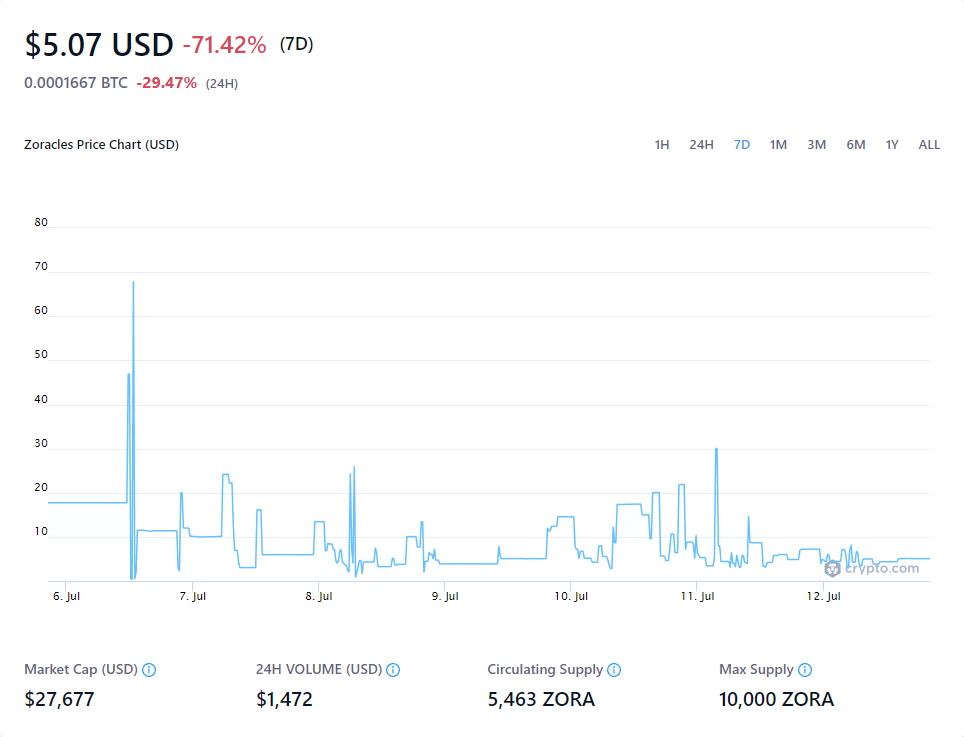 $5.07 USD -71.42% (7D)
0.0001667 BTC -29.47% (24H)
Zoracles Price Chart (USD) 1H 24H 7D 1M 3M 6M 1Y ALL
80
70
60
50
40
30
20
10
crypto.com
6. Jul 7. Jul 8. Jul 9. Jul 10. Jul 11. Jul 12. Jul
Market Cap (USD) 24H VOLUME (USD) Circulating Supply Max Supply
$27,677 $1,472 5,463 ZORA 10,000 ZORA